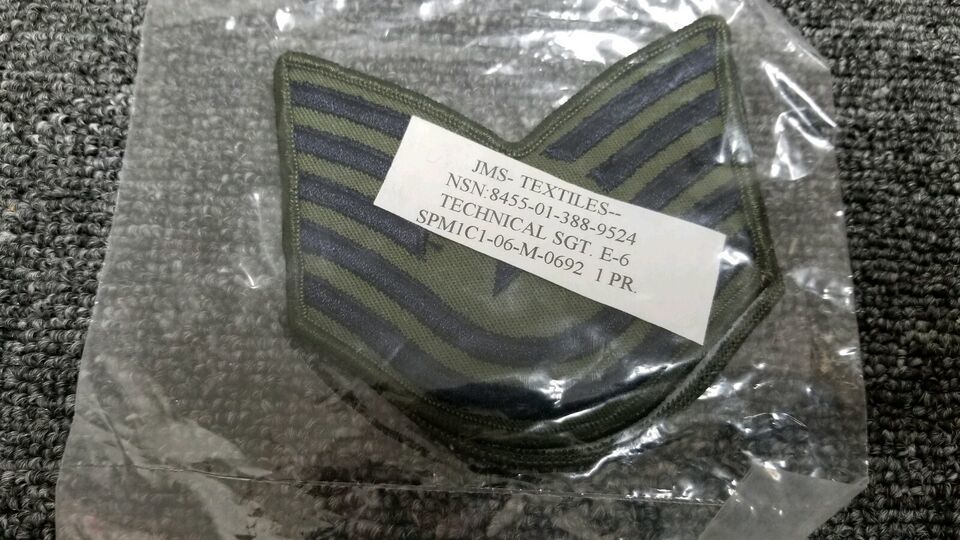 JMS- TEXTILES--
NSN:8455-01-388-9524
TECHNICAL SGT. E-6
SPM1C1-06-M-0692 1 PR.